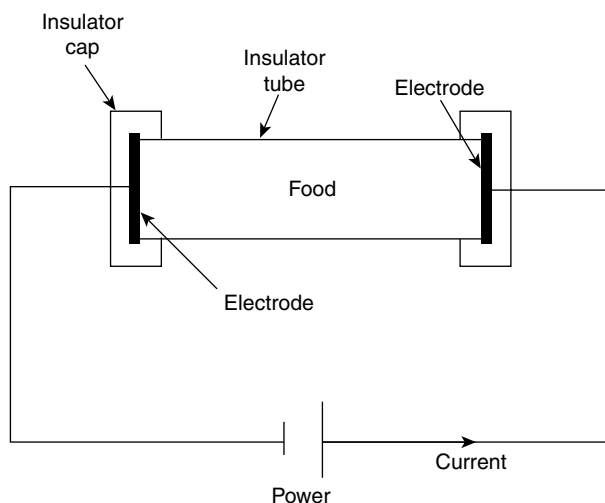 Insulator
cap
Insulator
tube
Electrode
Food
Electrode
Current
Power